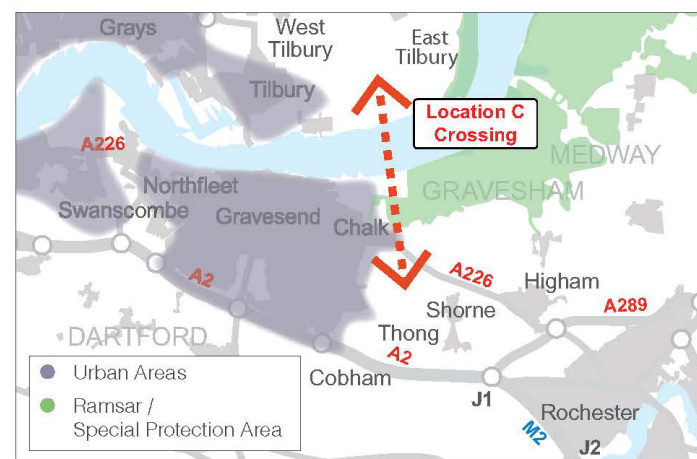 Grays
West
Tilbury
East
Tilbury
Tilbury
Location C
Crossing
A226
MEDWAY
Northfleet
GRAVESHAM
Swanscombe
Gravesend
Chalk
A2
A226
Higham
Shorne
A289
DARTFORD
Thong
A2
Cobham
J1
Rochester
M2
J2
Urban Areas
Ramsar /
Special Protection Area